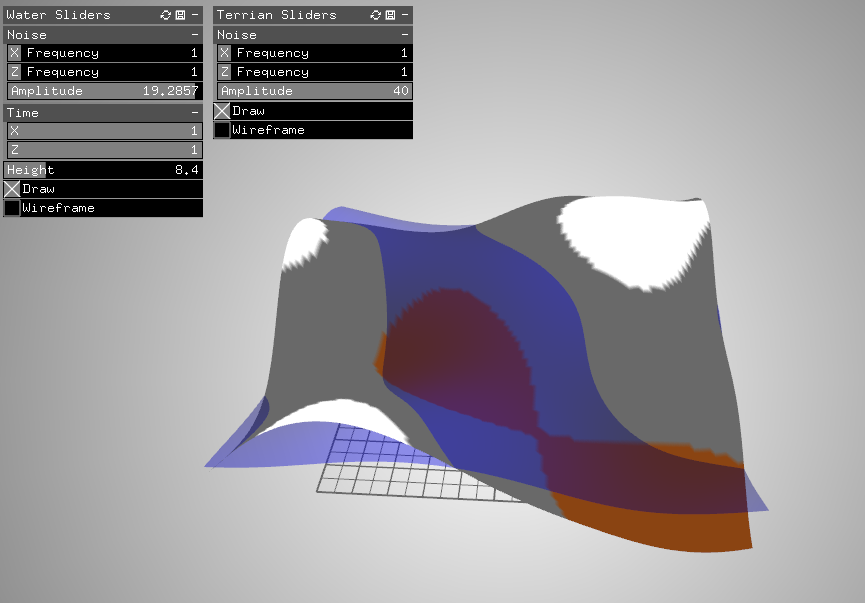 Water Sliders
Noise
X Frequency 1
Z Frequency 1
Amplitude 19.2857
Time
X 1
Z 1
Height 8.4
Draw
Wireframe
Terrian Sliders
Noise
X Frequency 1
Z Frequency 1
Amplitude 40
Draw
Wireframe